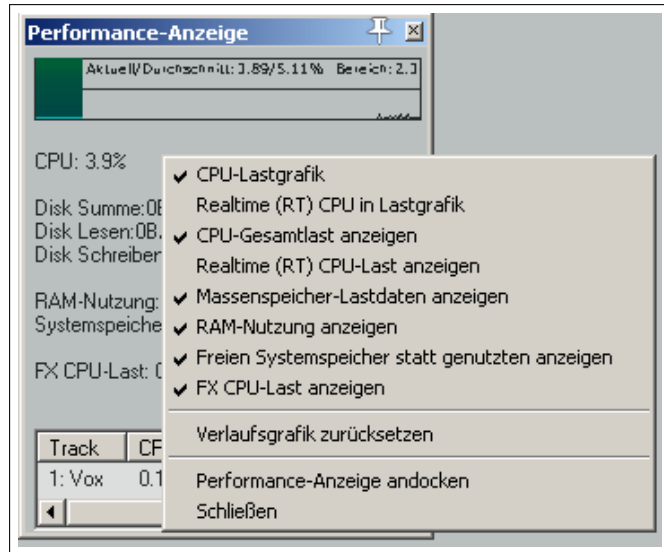 Performance-Anzeige
Aktuell/Durchschnitt: 3.89/5.11% Bereich: 2.
CPU: 3.9%
Disk Summe:0
Disk Lesen:0B.
Disk Schreiben
RAM-Nutzung:
Systemspeiche
FX CPU-Last:
Track CF
1: Vox 0.1
CPU-Lastgrafik
Realtime (RT) CPU in Lastgrafik
CPU-Gesamtlast anzeigen
Realtime (RT) CPU-Last anzeigen
Massenspeicher-Lastdaten anzeigen
RAM-Nutzung anzeigen
Freien Systemspeicher statt genutzten anzeigen
FX CPU-Last anzeigen
Verlaufsgrafik zurücksetzen
Performance-Anzeige andocken
Schließen